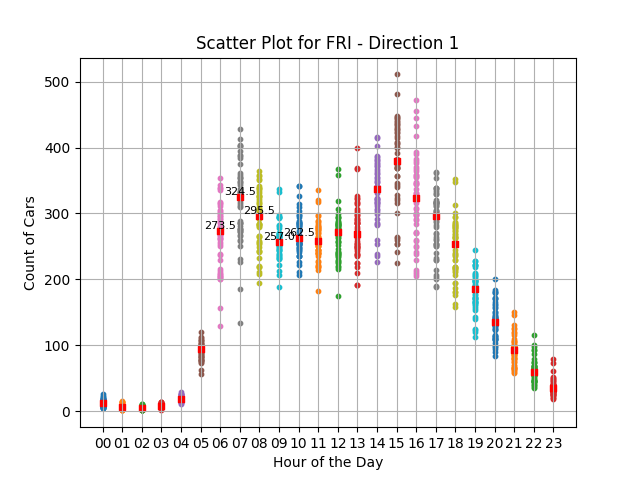 Scatter Plot for FRI - Direction 1
Count of Cars
500
400
300
200
100
0
324.5
295.5
273.5
257.0
262.5
00 01 02 03 04 05 06 07 08 09 10 11 12 13 14 15 16 17 18 19 20 21 22 23
Hour of the Day